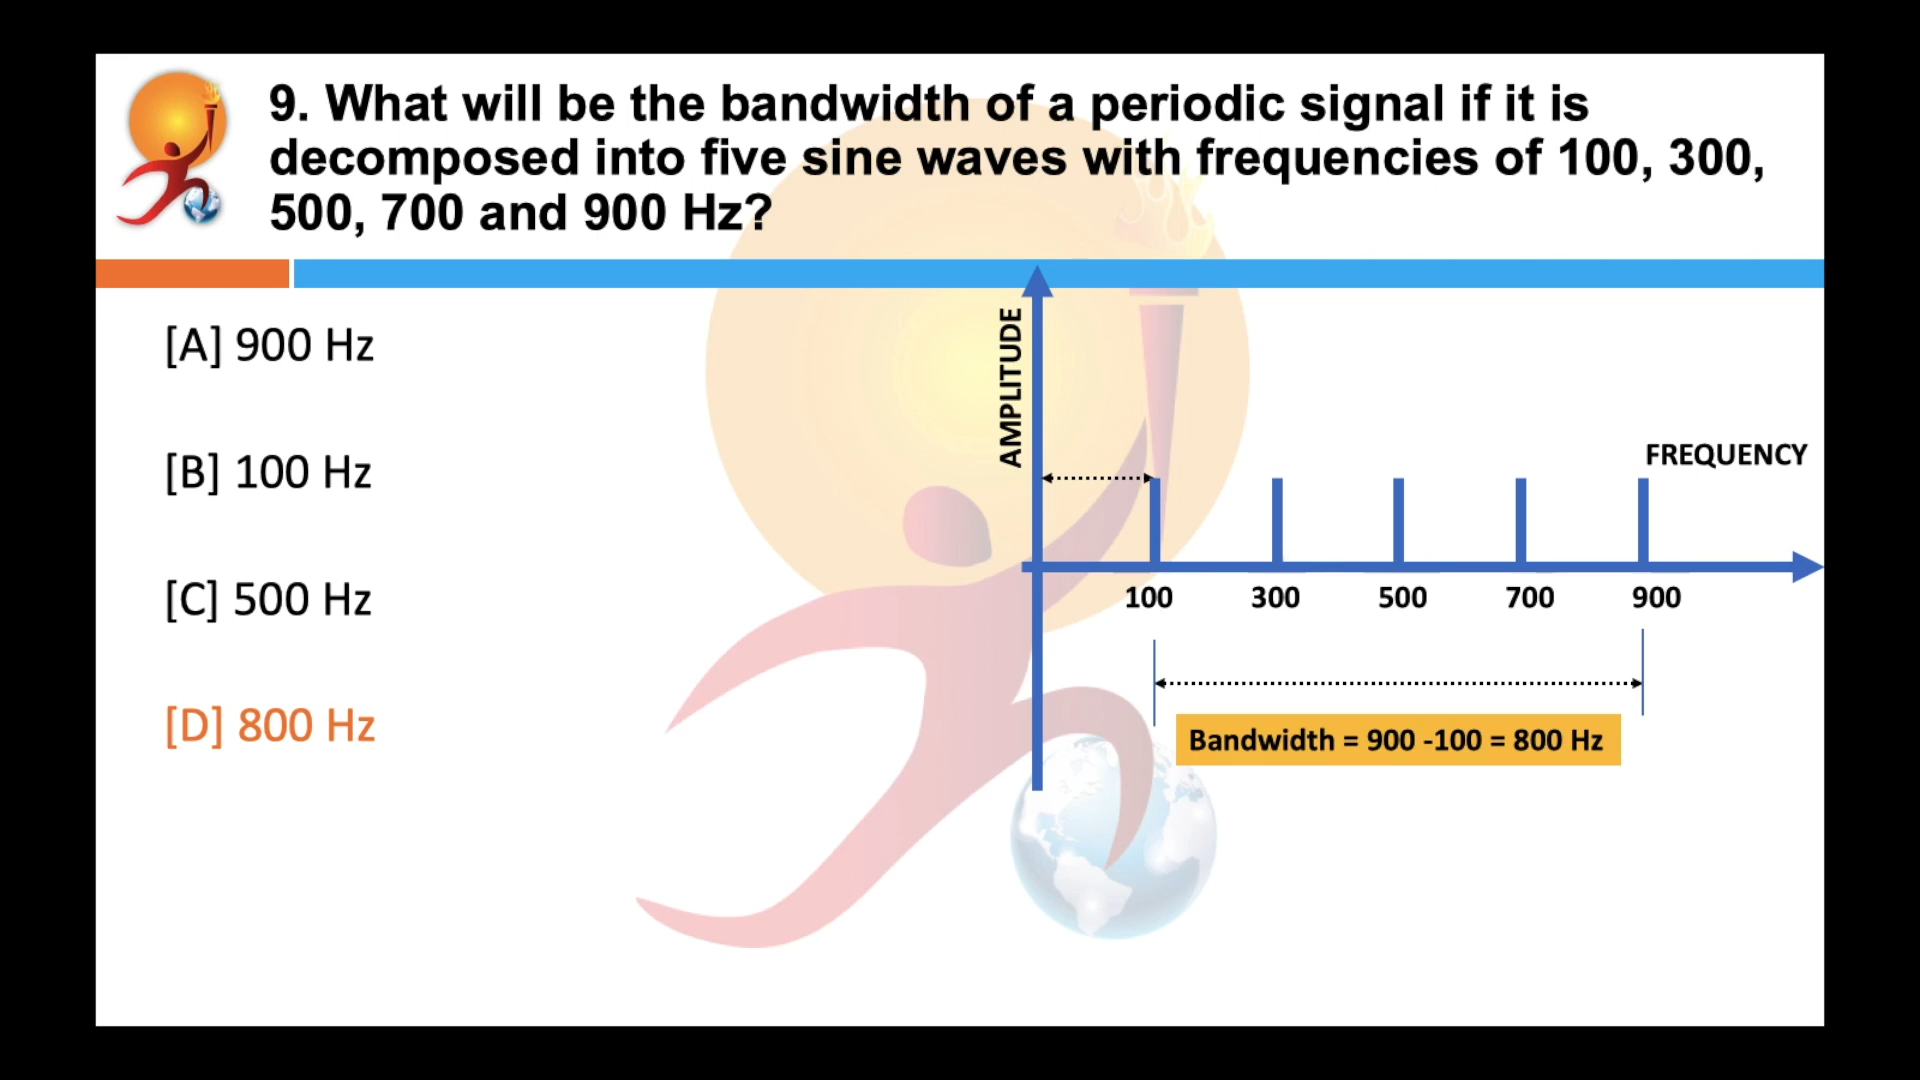 9. What will be the bandwidth of a periodic signal if it is
decomposed into five sine waves with frequencies of 100, 300,
500, 700 and 900 Hz?
[A] 900 Hz
[B] 100 Hz
[C] 500 Hz
[D] 800 Hz
AMPLITUDE
FREQUENCY
100 300 500 700 900
Bandwidth = 900 -100 = 800 Hz